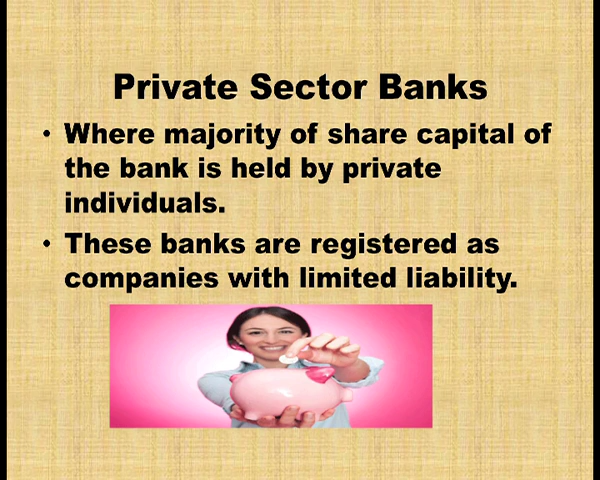 Private Sector Banks
• Where majority of share capital of
the bank is held by private
individuals.
• These banks are registered as
companies with limited liability.